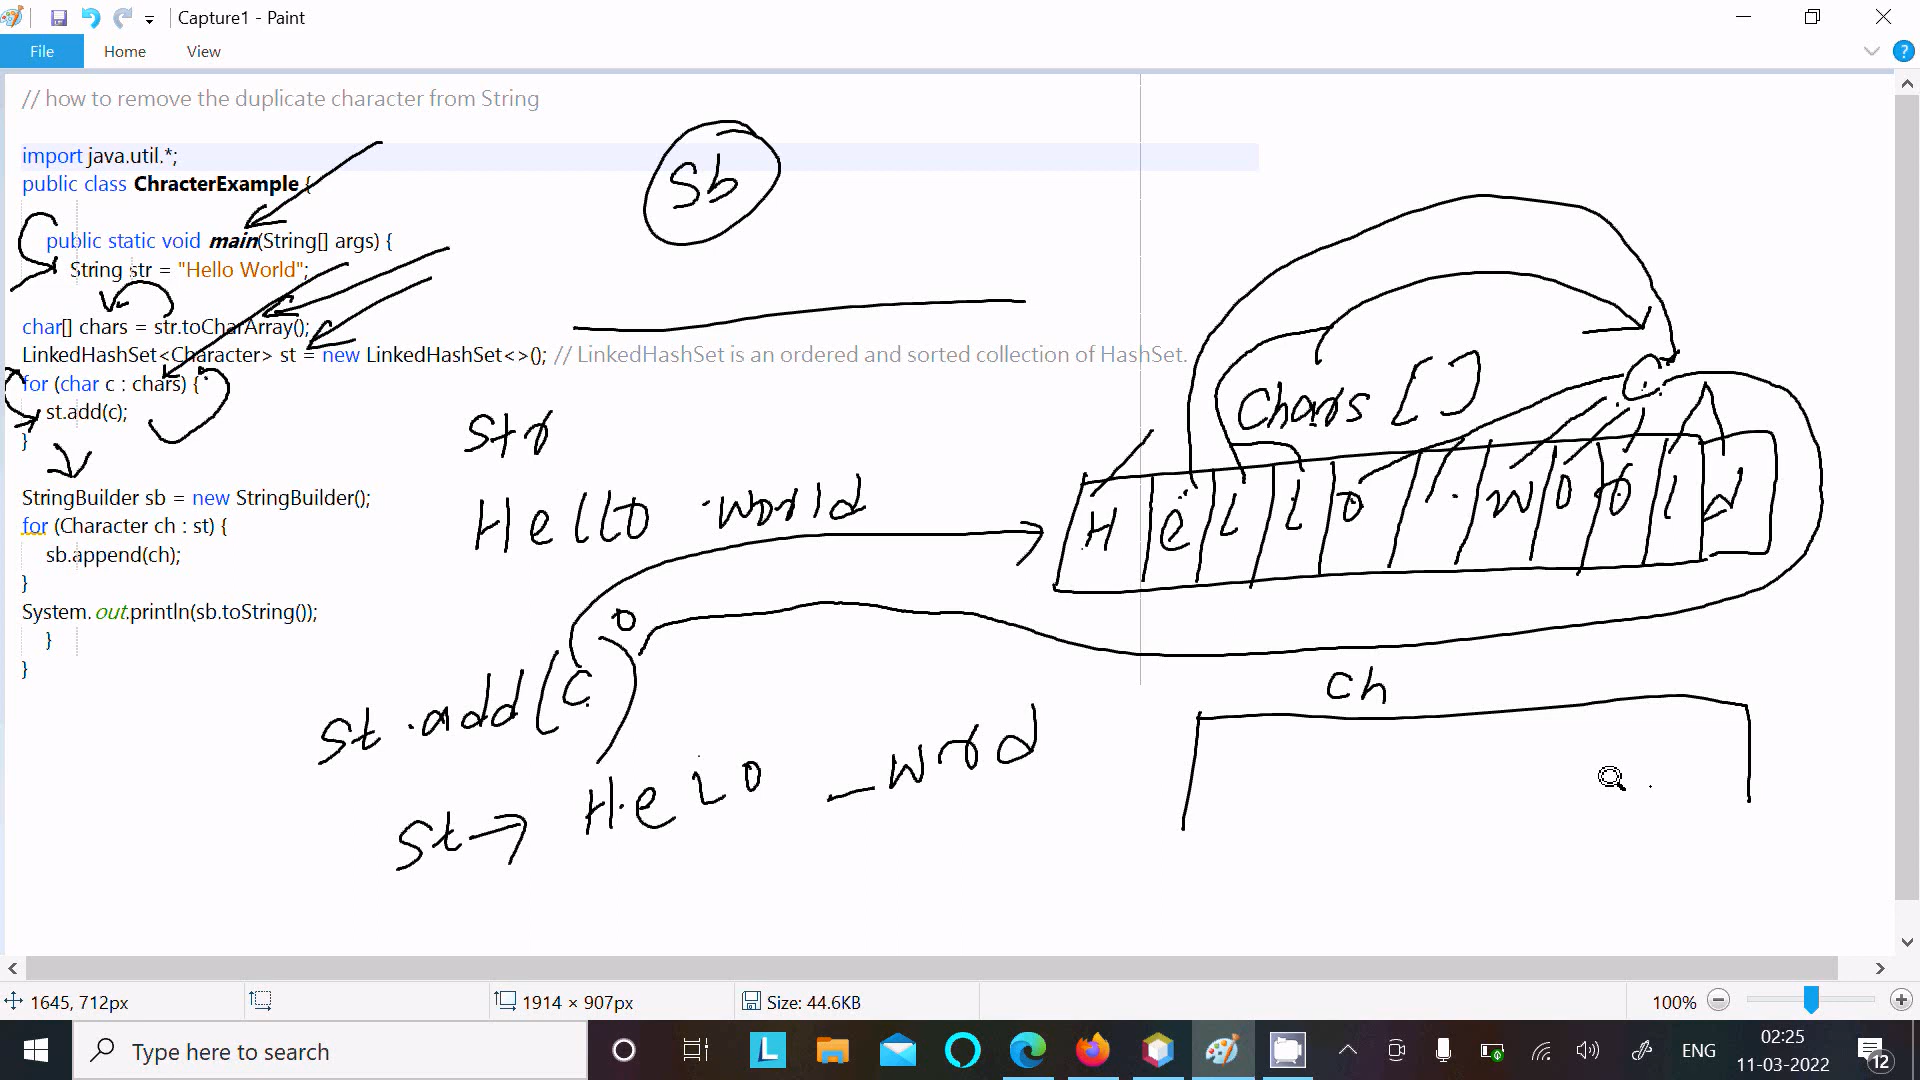 Capture1 - Paint
File Home View
// how to remove the duplicate character from String
import java.util.*;
public class ChracterExample {
public static void main(String[] args) {
String str = "Hello World";
char[] chars = str.toCharArray();
LinkedHashSet<Character> st = new LinkedHashSet<>(); // LinkedHashSet is an ordered and sorted collection of HashSet.
for (char c : chars) {
st.add(c);
}
StringBuilder sb = new StringBuilder();
for (Character ch : st) {
sb.append(ch);
}
System.out.println(sb.toString());
}
}
Sb
str
Hello world
Chars []
C
H e l l o w o r l d
o
st.add(c)
st → Helo _wrd
ch
1645, 712px
1914 × 907px
Size: 44.6KB
100%
Type here to search
L
ENG
02:25
11-03-2022
12